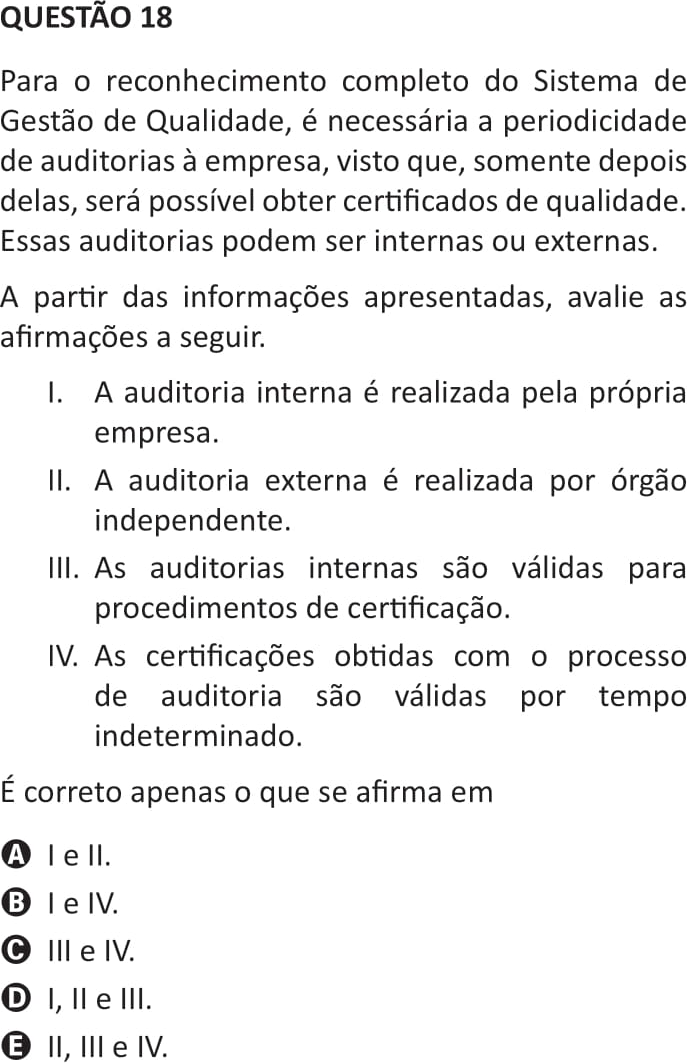 QUESTÃO 18
Para o reconhecimento completo do Sistema de
Gestão de Qualidade, é necessária a periodicidade
de auditorias à empresa, visto que, somente depois
delas, será possível obter certificados de qualidade.
Essas auditorias podem ser internas ou externas.
A partir das informações apresentadas, avalie as
afirmações a seguir.
I. A auditoria interna é realizada pela própria
empresa.
II. A auditoria externa é realizada por órgão
independente.
III. As auditorias internas são válidas para
procedimentos de certificação.
IV. As certificações obtidas com o processo
de auditoria são válidas por tempo
indeterminado.
É correto apenas o que se afirma em
A I e II.
B I e IV.
C III e IV.
D I, II e III.
E II, III e IV.